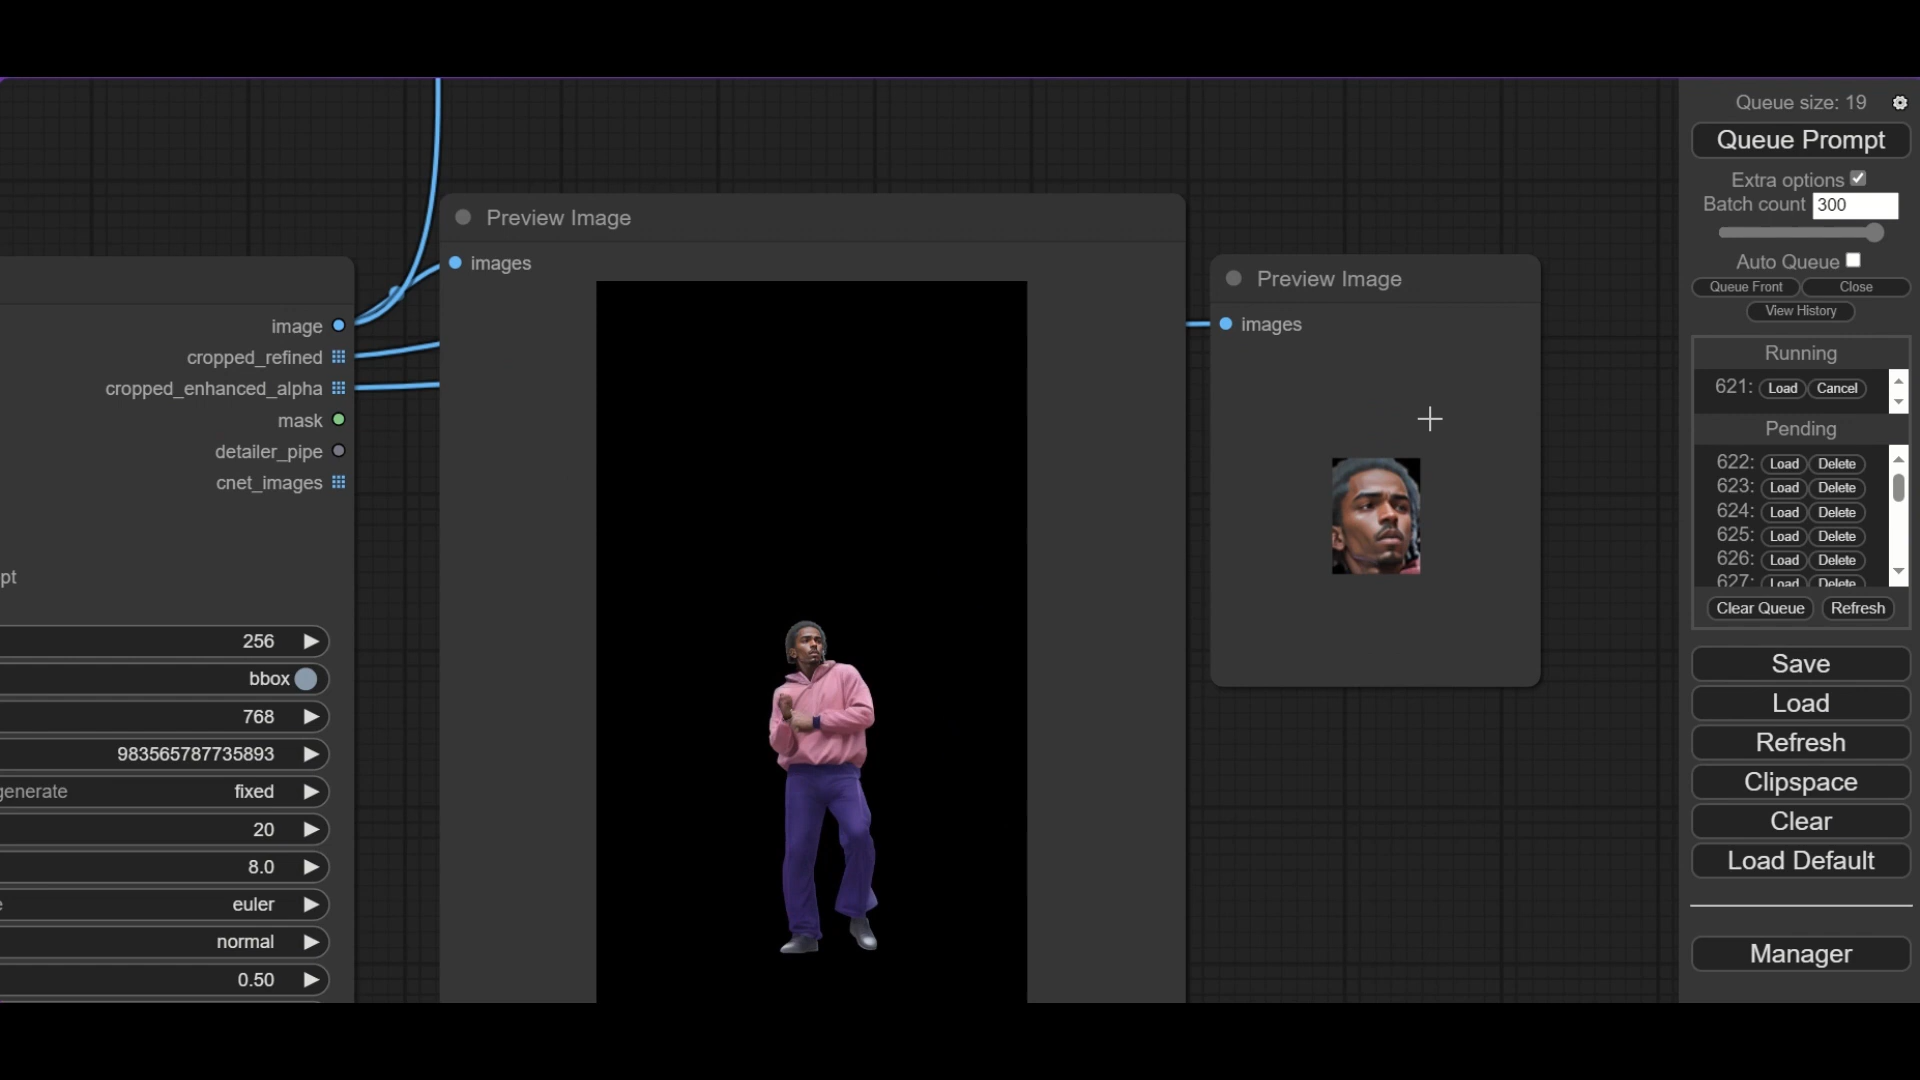 image
cropped_refined
cropped_enhanced_alpha
mask
detailer_pipe
cnet_images
pt
256
bbox
768
983565787735893
generate fixed
20
8.0
e euler
normal
0.50
Preview Image
images
Preview Image
images
Queue size: 19
Queue Prompt
Extra options
Batch count 300
Auto Queue
Queue Front Close
View History
Running
621: Load Cancel
Pending
622: Load Delete
623: Load Delete
624: Load Delete
625: Load Delete
626: Load Delete
627: Load Delete
Clear Queue Refresh
Save
Load
Refresh
Clipspace
Clear
Load Default
Manager